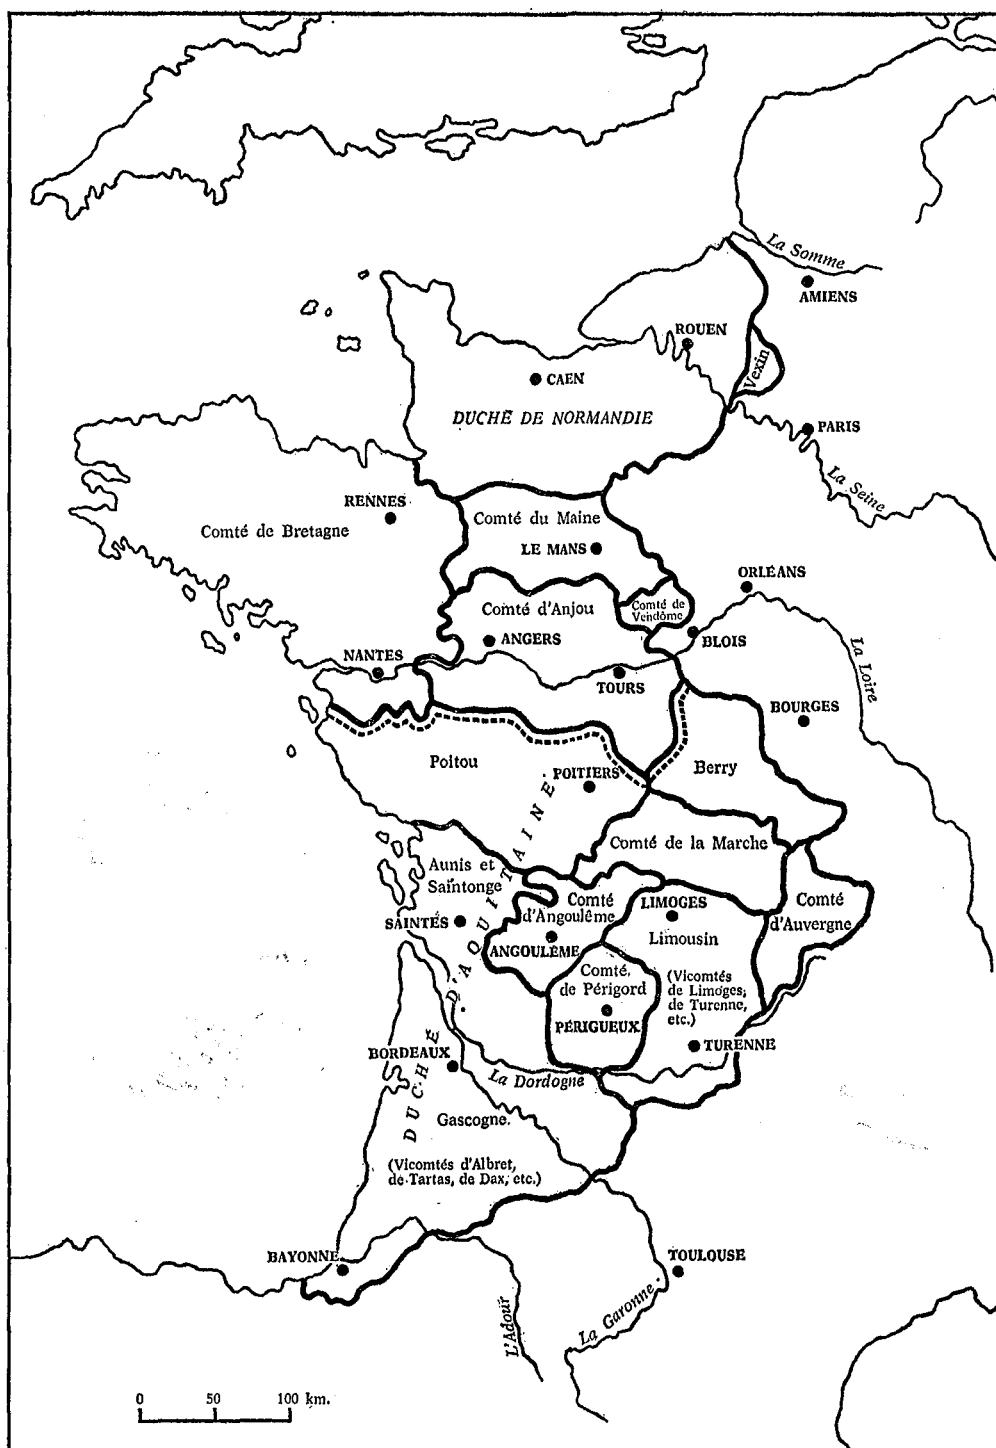 La Somme
AMIENS
ROUEN
Vexin
CAEN
DUCHÉ DE NORMANDIE
PARIS
La Seine
RENNES
Comté de Bretagne
Comté du Maine
LE MANS
ORLÉANS
Comté d'Anjou
Comté de
Vendôme
ANGERS
BLOIS
La Loire
NANTES
TOURS
BOURGES
Poitou
POITIERS
Berry
Comté de la Marche
Aunis et
Saintonge
Comté
d'Angoulême
LIMOGES
Comté
d'Auvergne
SAINTES
ANGOULÊME
Limousin
Comté
de Périgord
(Vicomtés
de Limoges,
de Turenne,
etc.)
PÉRIGUEUX
TURENNE
DUCHÉ D'AQUITAINE
BORDEAUX
La Dordogne
Gascogne.
(Vicomtés d'Albret,
de Tartas, de Dax, etc.)
BAYONNE
TOULOUSE
L'Adour
La Garonne
0 50 100 km.